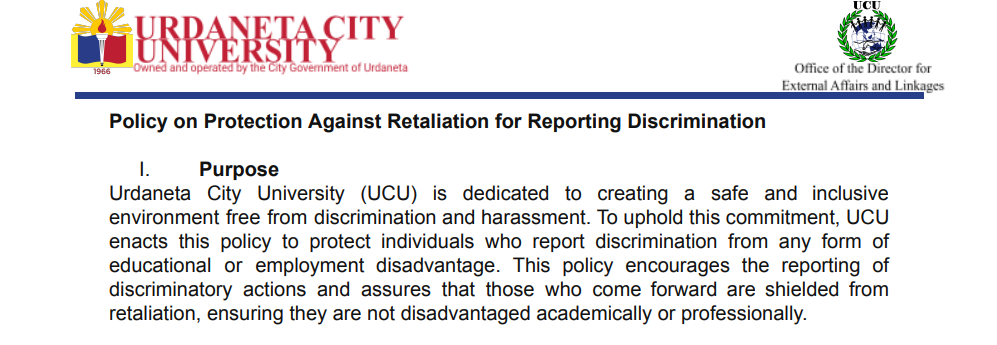 URDANETA CITY
UNIVERSITY
1966
Owned and operated by the City Government of Urdaneta
UCU
Office of the Director for
External Affairs and Linkages
Policy on Protection Against Retaliation for Reporting Discrimination
I. Purpose
Urdaneta City University (UCU) is dedicated to creating a safe and inclusive
environment free from discrimination and harassment. To uphold this commitment, UCU
enacts this policy to protect individuals who report discrimination from any form of
educational or employment disadvantage. This policy encourages the reporting of
discriminatory actions and assures that those who come forward are shielded from
retaliation, ensuring they are not disadvantaged academically or professionally.